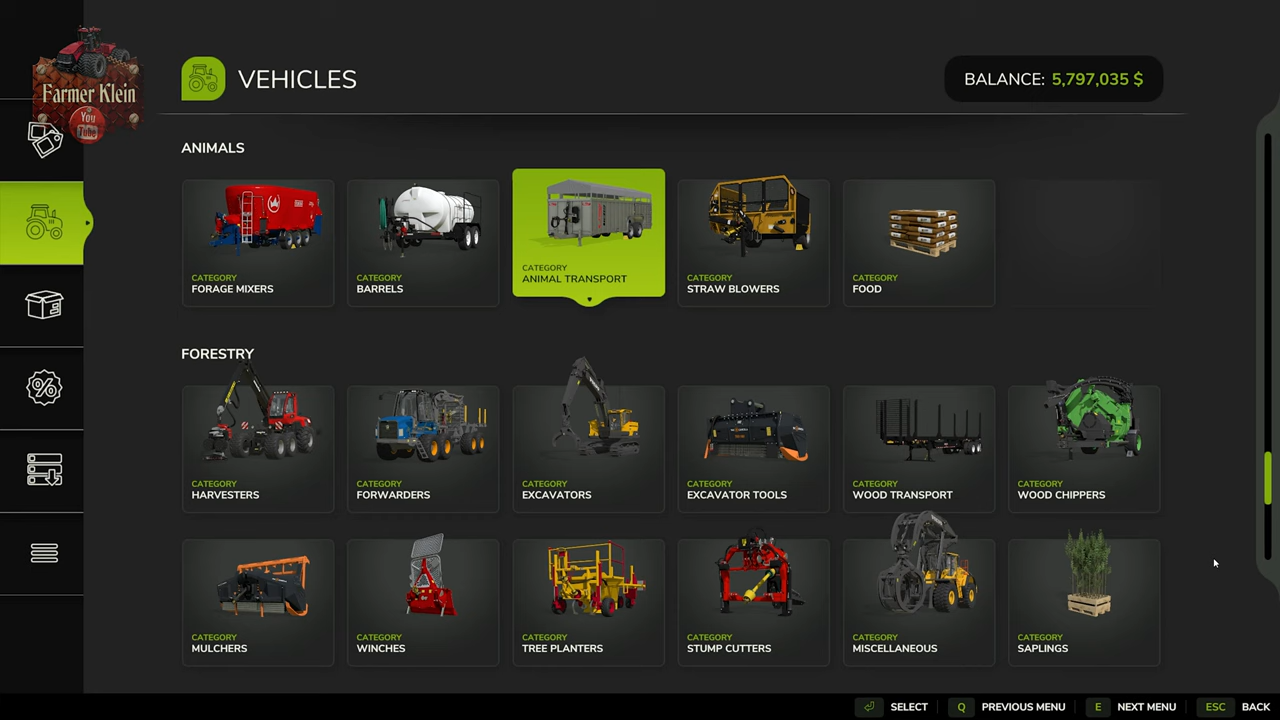 Farmer Klein
You
Tube
VEHICLES
BALANCE: 5,797,035 $
ANIMALS
CATEGORY
FORAGE MIXERS
CATEGORY
BARRELS
CATEGORY
ANIMAL TRANSPORT
CATEGORY
STRAW BLOWERS
CATEGORY
FOOD
FORESTRY
CATEGORY
HARVESTERS
CATEGORY
FORWARDERS
CATEGORY
EXCAVATORS
CATEGORY
EXCAVATOR TOOLS
CATEGORY
WOOD TRANSPORT
CATEGORY
WOOD CHIPPERS
CATEGORY
MULCHERS
CATEGORY
WINCHES
CATEGORY
TREE PLANTERS
CATEGORY
STUMP CUTTERS
CATEGORY
MISCELLANEOUS
CATEGORY
SAPLINGS
SELECT
Q PREVIOUS MENU
E NEXT MENU
ESC BACK